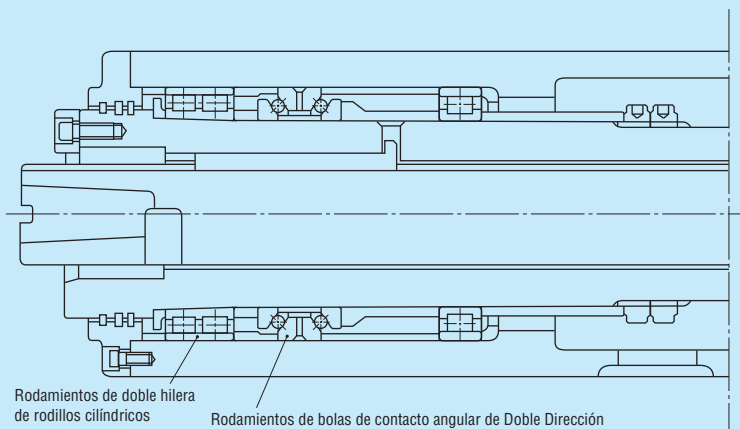 Rodamientos de doble hilera
de rodillos cilíndricos
Rodamientos de bolas de contacto angular de Doble Dirección